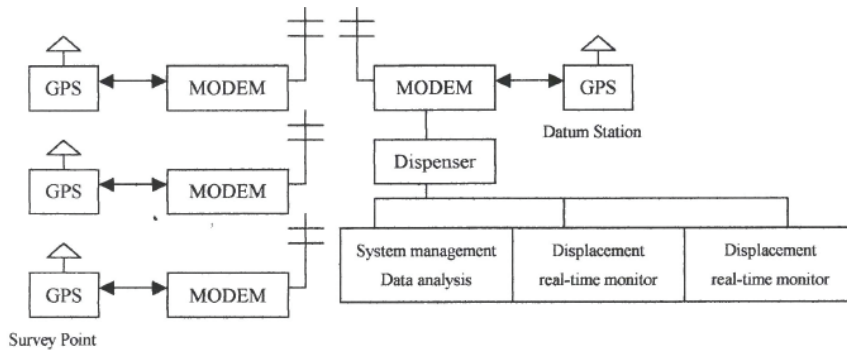 GPS
MODEM
MODEM
GPS
Datum Station
GPS
MODEM
Dispenser
System management
Data analysis
Displacement
real-time monitor
Displacement
real-time monitor
GPS
MODEM
Survey Point